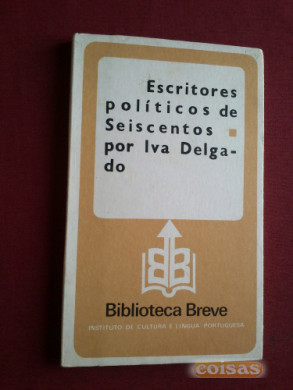 Escritores
políticos de
Seiscentos
por Iva Delga-
do
Biblioteca Breve
INSTITUTO DE CULTURA E LÍNGUA PORTUGUESA
coisas